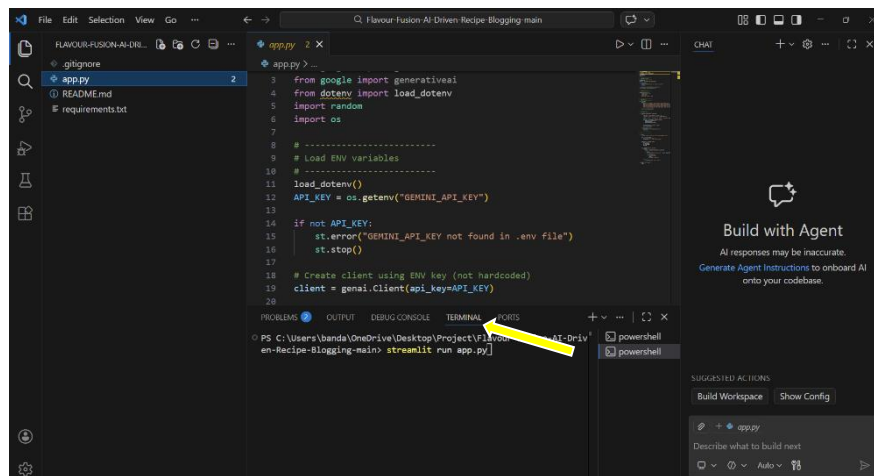 File Edit Selection View Go ...
Flavour-Fusion-AI-Driven-Recipe-Blogging-main
FLAVOUR-FUSION-AI-DRI...
.gitignore
app.py 2
README.md
requirements.txt
app.py 2
app.py > ...
3 from google import generativeai
4 from dotenv import load_dotenv
5 import random
6 import os
7
8 # -------------------------
9 # Load ENV variables
10 # -------------------------
11 load_dotenv()
12 API_KEY = os.getenv("GEMINI_API_KEY")
13
14 if not API_KEY:
15 st.error("GEMINI_API_KEY not found in .env file")
16 st.stop()
17
18 # Create client using ENV key (not hardcoded)
19 client = genai.Client(api_key=API_KEY)
20
PROBLEMS 2 OUTPUT DEBUG CONSOLE TERMINAL PORTS
PS C:\Users\banda\OneDrive\Desktop\Project\Flavour -AI-Driv
en-Recipe-Blogging-main> streamlit run app.py
powershell
powershell
CHAT
Build with Agent
AI responses may be inaccurate.
Generate Agent Instructions to onboard AI
onto your codebase.
SUGGESTED ACTIONS
Build Workspace Show Config
app.py
Describe what to build next
Auto